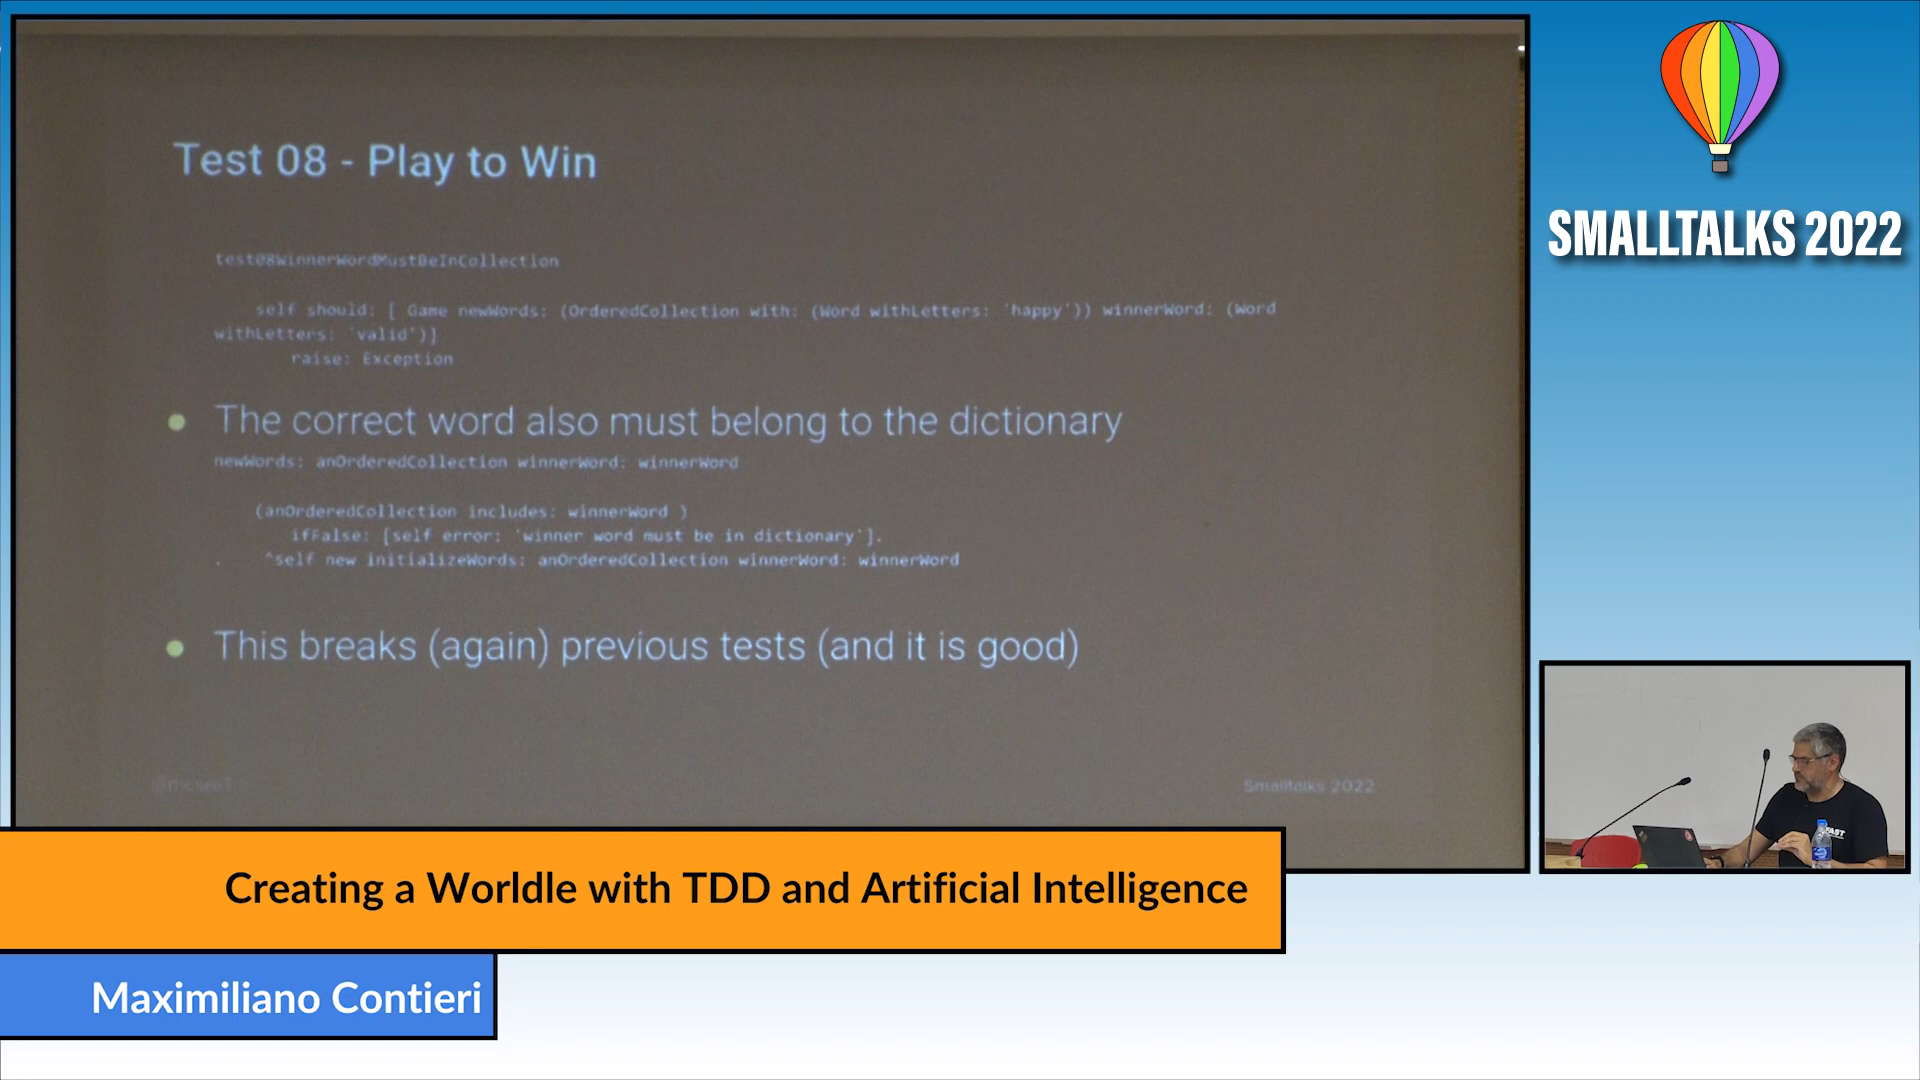 Test 08 - Play to Win
test08WinnerWordMustBeInCollection
self should: [ Game newWords: (OrderedCollection with: (Word withLetters: 'happy')) winnerWord: (Word
withLetters: 'valid')]
raise: Exception
● The correct word also must belong to the dictionary
newWords: anOrderedCollection winnerWord: winnerWord
(anOrderedCollection includes: winnerWord )
ifFalse: [self error: 'winner word must be in dictionary'].
. ^self new initializeWords: anOrderedCollection winnerWord: winnerWord
● This breaks (again) previous tests (and it is good)
@mcsee1
Smalltalks 2022
SMALLTALKS 2022
FAST
Creating a Worldle with TDD and Artificial Intelligence
Maximiliano Contieri